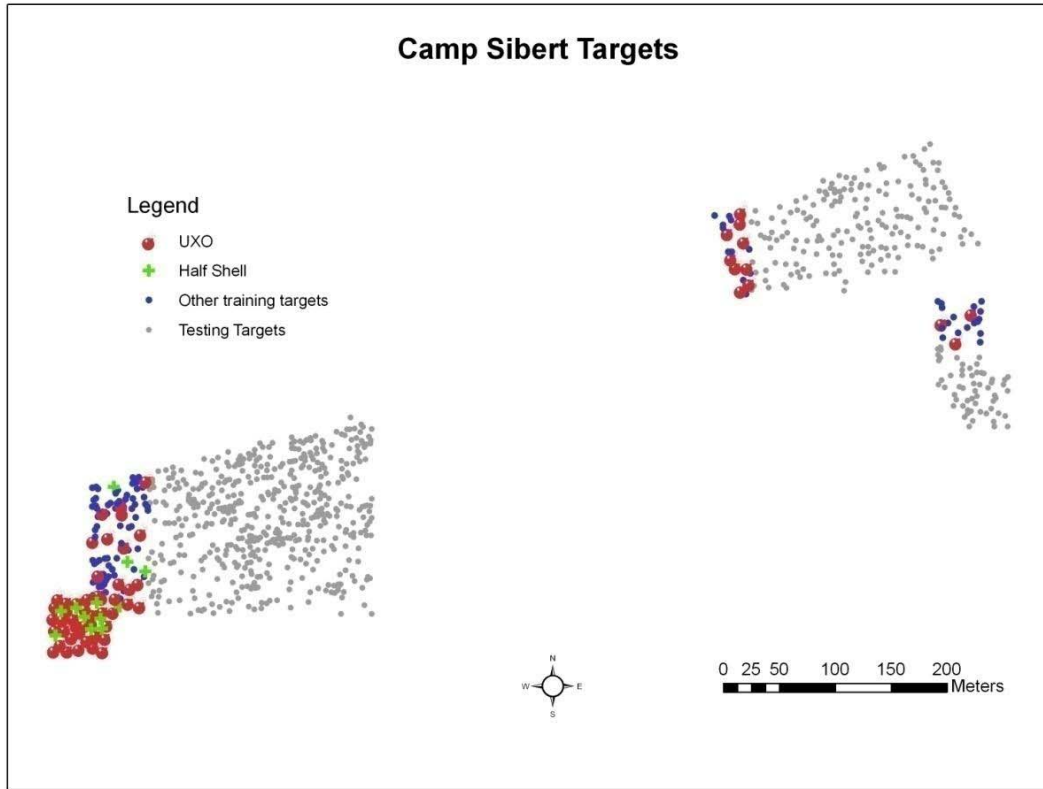 Camp Sibert Targets
Legend
UXO
Half Shell
Other training targets
Testing Targets
N
W E
S
0 25 50 100 150 200
Meters